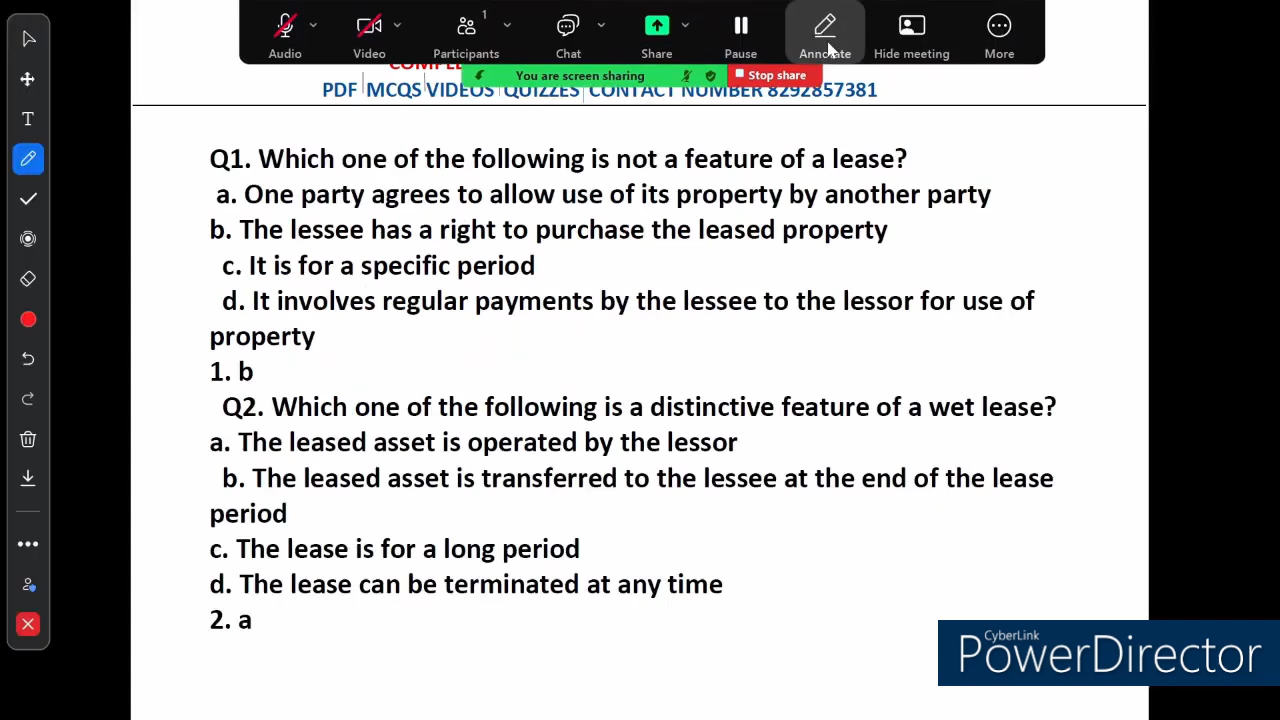 1
Audio Video Participants Chat Share Pause Annotate Hide meeting More
You are screen sharing Stop share
PDF MCQS VIDEOS QUIZZES CONTACT NUMBER 8292857381
Q1. Which one of the following is not a feature of a lease?
a. One party agrees to allow use of its property by another party
b. The lessee has a right to purchase the leased property
c. It is for a specific period
d. It involves regular payments by the lessee to the lessor for use of
property
1. b
Q2. Which one of the following is a distinctive feature of a wet lease?
a. The leased asset is operated by the lessor
b. The leased asset is transferred to the lessee at the end of the lease
period
c. The lease is for a long period
d. The lease can be terminated at any time
2. a
CyberLink
PowerDirector